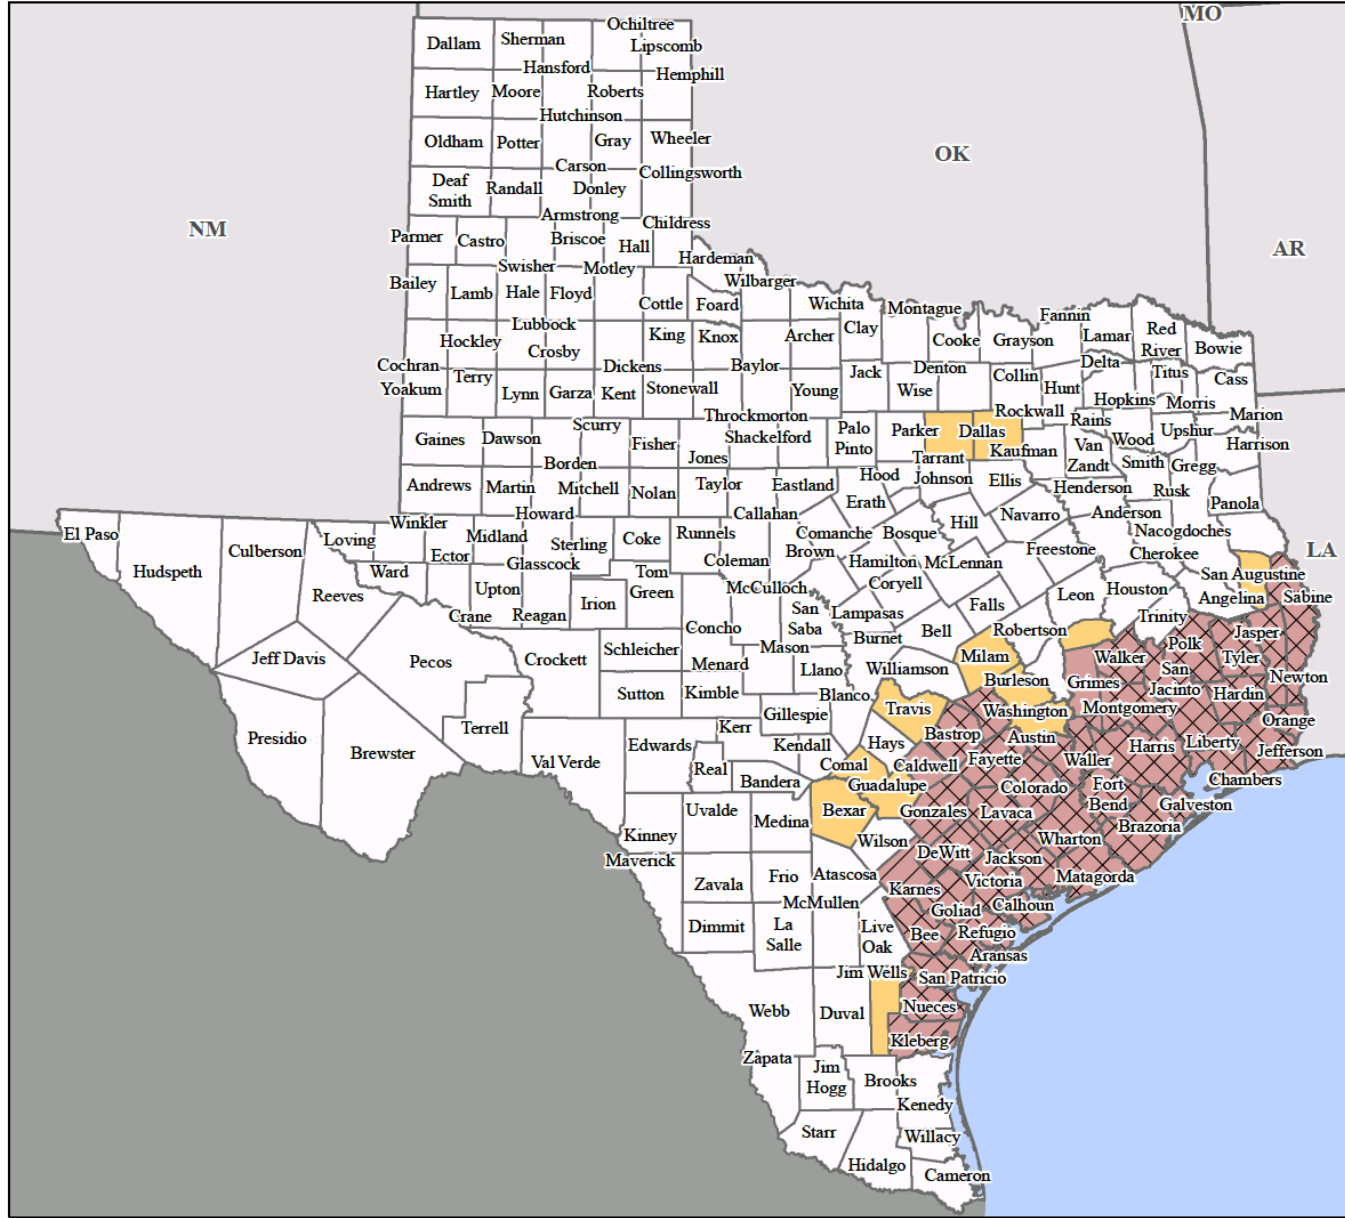 MO
Ochiltree
Dallam
Sherman
Lipscomb
Hansford
Hemphill
Hartley
Moore
Roberts
Hutchinson
Oldham
Potter
Gray
Wheeler
OK
Carson
Collingsworth
Deaf
Smith
Randall
Donley
Armstrong
Childress
NM
Parmer
Castro
Briscoe
Hall
AR
Hardeman
Swisher
Motley
Wilbarger
Bailey
Lamb
Hale
Floyd
Cottle
Foard
Wichita
Montague
Fannin
Lubbock
Hockley
Crosby
King
Knox
Archer
Clay
Cooke
Grayson
Lamar
Red
River
Bowie
Cochran
Dickens
Baylor
Jack
Denton
Collin
Delta
Titus
Cass
Yoakum
Terry
Lynn
Garza
Kent
Stonewall
Young
Wise
Hunt
Hopkins
Morris
Marion
Throckmorton
Rockwall
Rains
Scurry
Gaines
Dawson
Fisher
Jones
Shackelford
Palo
Pinto
Parker
Dallas
Kaufman
Van
Zandt
Wood
Upshur
Harrison
Tarrant
Borden
Smith
Gregg
Andrews
Martin
Mitchell
Nolan
Taylor
Eastland
Hood
Johnson
Ellis
Henderson
Rusk
Panola
Howard
Callahan
Erath
Navarro
Anderson
El Paso
Winkler
Loving
Culberson
Midland
Ector
Sterling
Glasscock
Coke
Runnels
Coleman
Comanche
Brown
Bosque
Hill
Nacogdoches
Freestone
Cherokee
LA
Hudspeth
Ward
Reeves
Upton
Tom
Green
McCulloch
Hamilton
McLennan
Coryell
San Augustine
Crane
Reagan
Irion
San
Saba
Lampasas
Falls
Leon
Houston
Angelina
Sabine
Trinity
Concho
Mason
Burnet
Bell
Robertson
Jasper
Jeff Davis
Pecos
Crockett
Schleicher
Menard
Llano
Williamson
Milam
Walker
Polk
Tyler
Sutton
Kimble
Blanco
Burleson
Grimes
San
Jacinto
Newton
Hardin
Presidio
Terrell
Gillespie
Travis
Washington
Montgomery
Orange
Brewster
Val Verde
Edwards
Kerr
Kendall
Hays
Bastrop
Austin
Harris
Liberty
Jefferson
Real
Bandera
Comal
Caldwell
Fayette
Waller
Chambers
Guadalupe
Colorado
Fort
Bend
Galveston
Uvalde
Medina
Bexar
Gonzales
Lavaca
Brazoria
Kinney
Wilson
Wharton
Maverick
DeWitt
Jackson
Zavala
Frio
Atascosa
Karnes
Victoria
Matagorda
McMullen
Goliad
Calhoun
Dimmit
La
Salle
Live
Oak
Bee
Refugio
Aransas
Jim Wells
San Patricio
Webb
Duval
Nueces
Kleberg
Zapata
Jim
Hogg
Brooks
Kenedy
Starr
Willacy
Hidalgo
Cameron